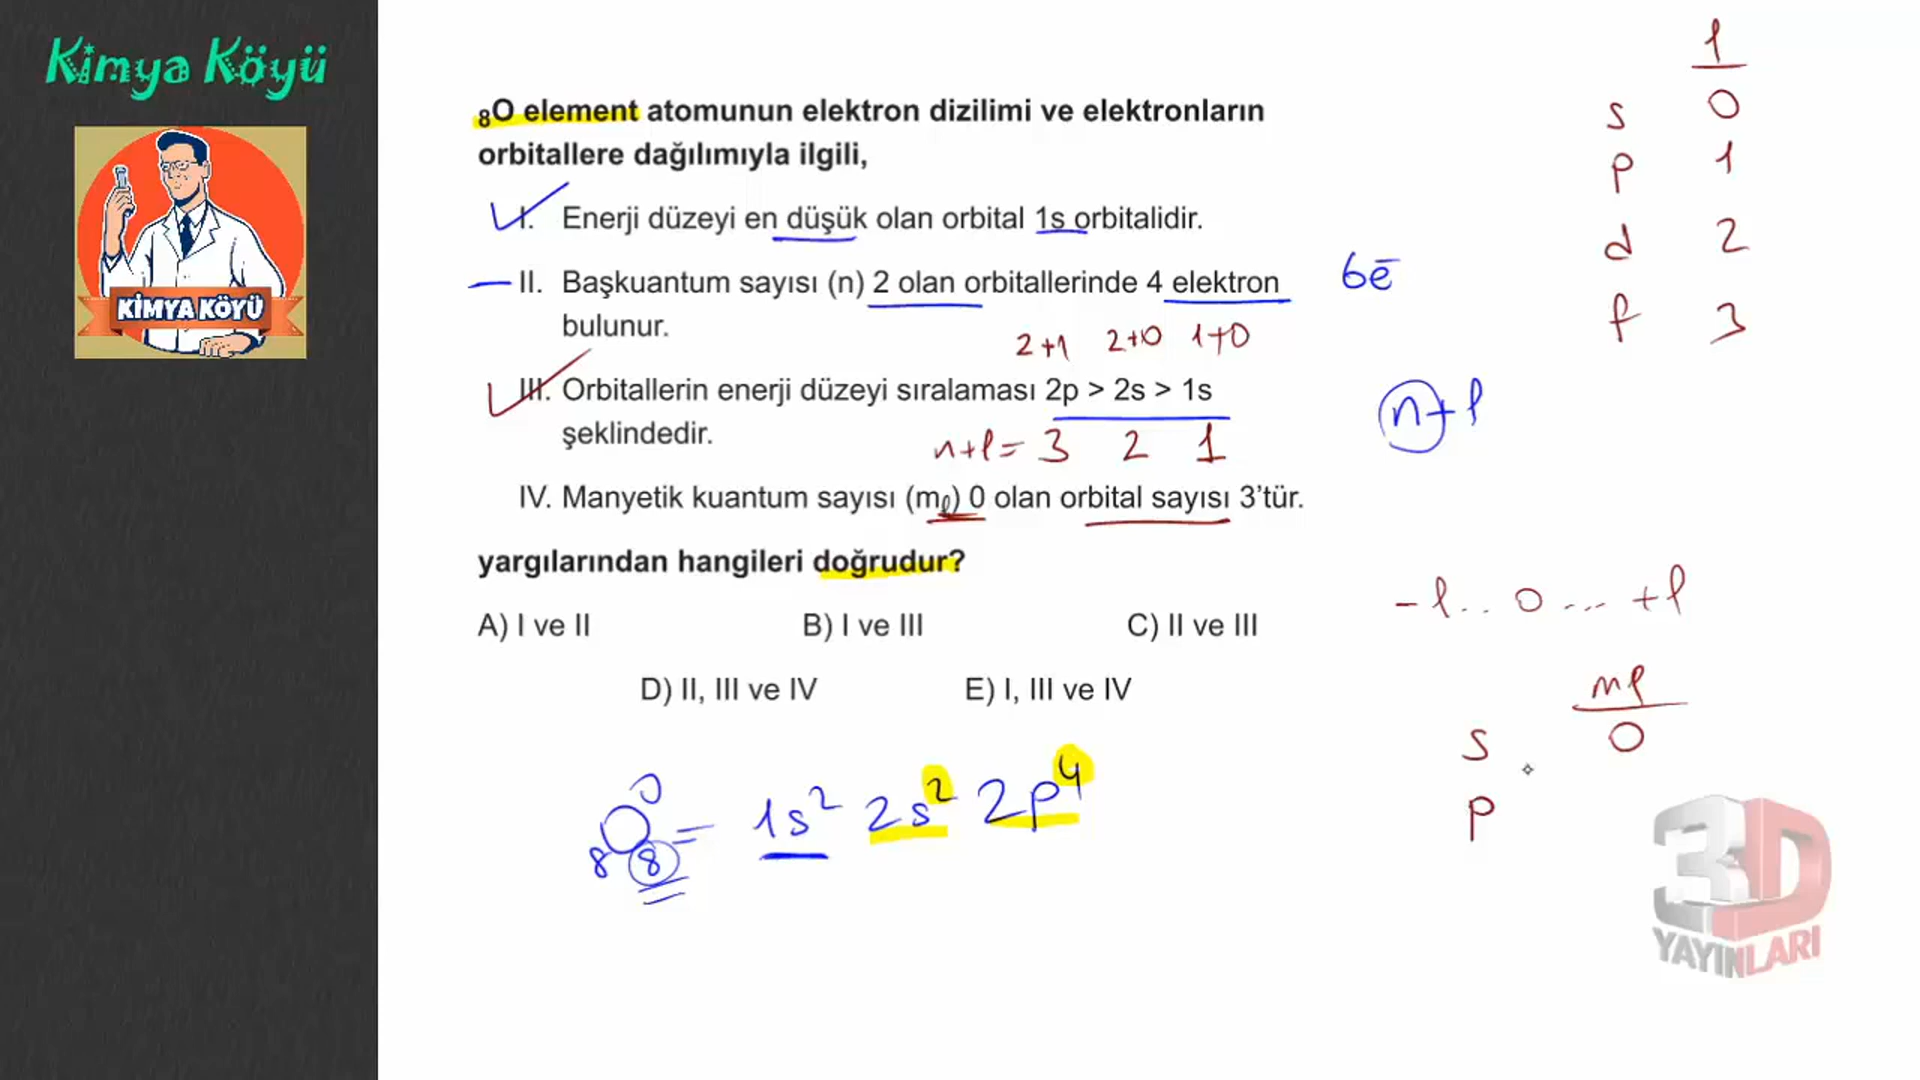 Kimya Köyü
KİMYA KÖYÜ
₈O element atomunun elektron dizilimi ve elektronların
orbitallere dağılımıyla ilgili,
I. Enerji düzeyi en düşük olan orbital 1s orbitalidir.
II. Başkuantum sayısı (n) 2 olan orbitallerinde 4 elektron
bulunur.
6ē
2+1 2+0 1+0
III. Orbitallerin enerji düzeyi sıralaması 2p > 2s > 1s
şeklindedir.
n+l= 3 2 1
n+l
IV. Manyetik kuantum sayısı (mℓ) 0 olan orbital sayısı 3'tür.
yargılarından hangileri doğrudur?
A) I ve II B) I ve III C) II ve III
D) II, III ve IV E) I, III ve IV
l
s 0
p 1
d 2
f 3
-l.. 0 ... +l
ml
s 0
p
₈O₈⁰ = 1s² 2s² 2p⁴
3D
YAYINLARI